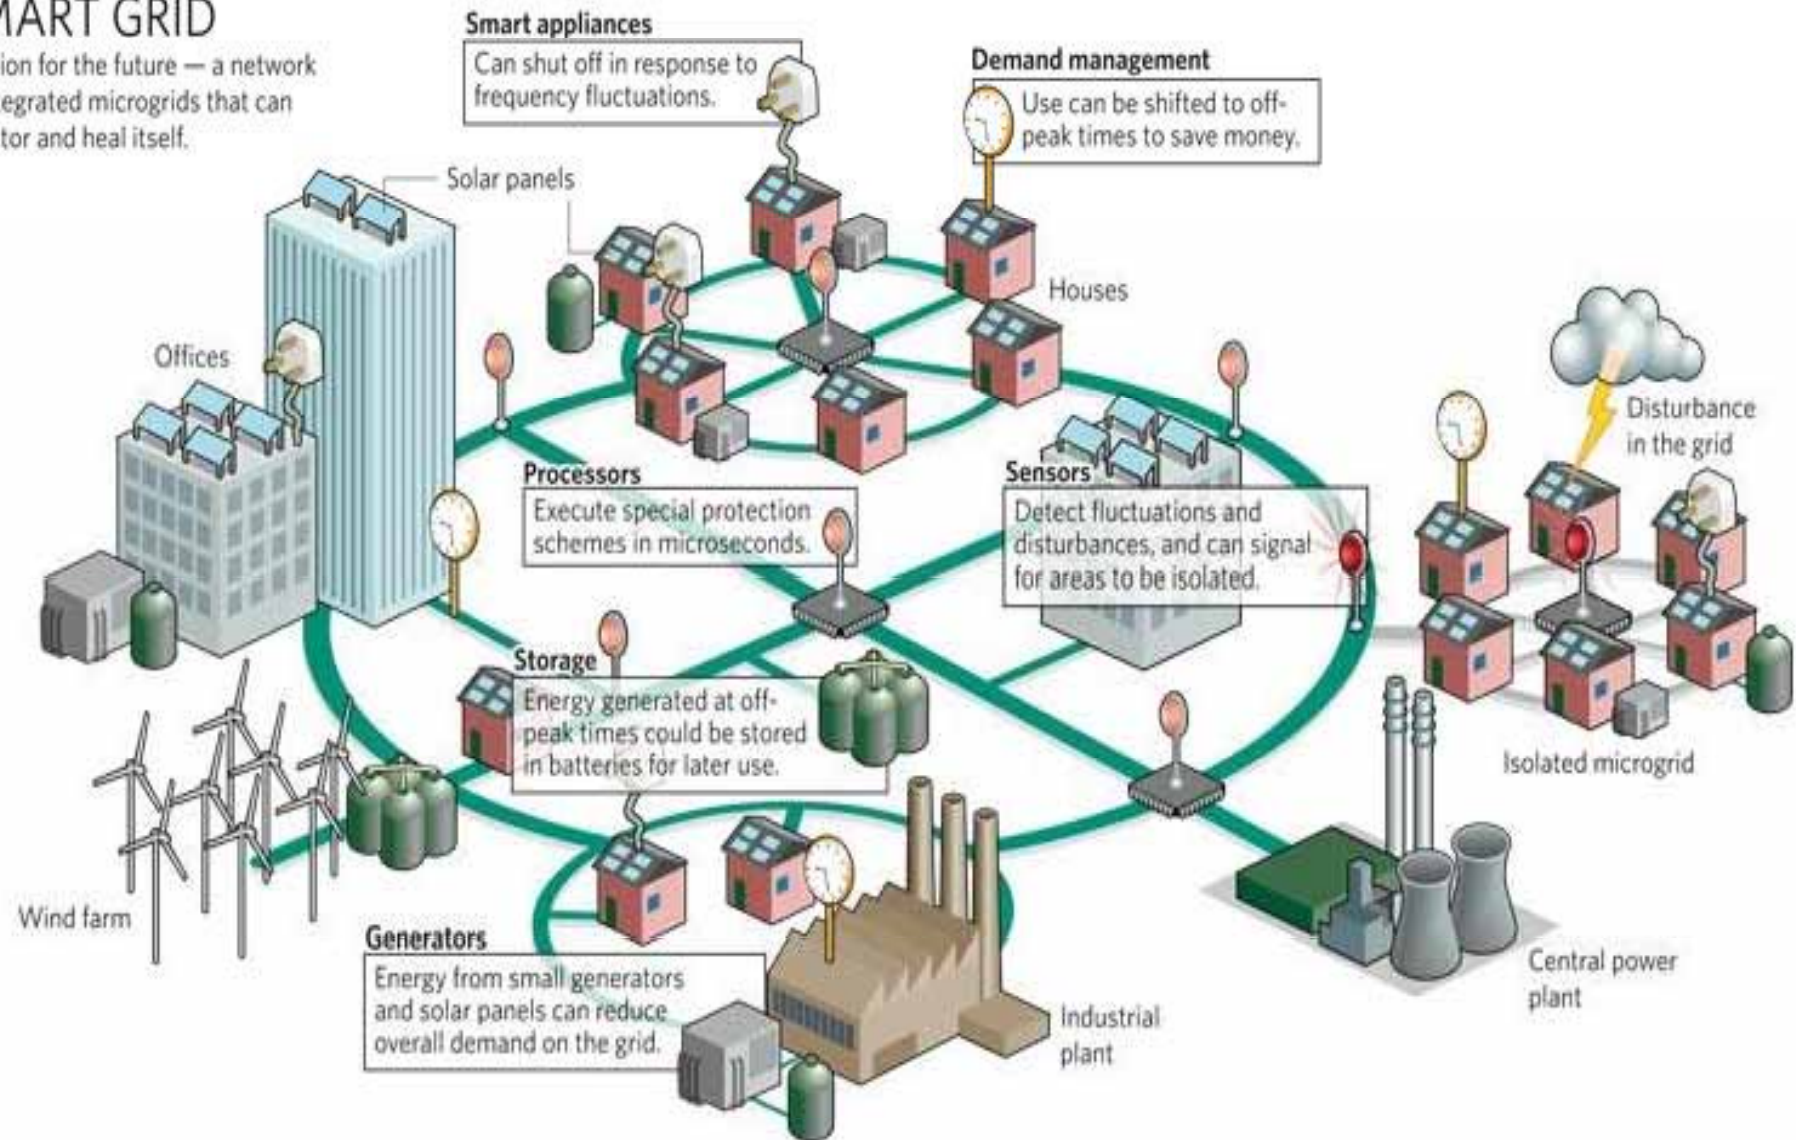 MART GRID
ion for the future — a network
tegrated microgrids that can
tor and heal itself.
Smart appliances
Can shut off in response to
frequency fluctuations.
Demand management
Use can be shifted to off-
peak times to save money.
Solar panels
Houses
Offices
Disturbance
in the grid
Processors
Execute special protection
schemes in microseconds.
Sensors
Detect fluctuations and
disturbances, and can signal
for areas to be isolated.
Storage
Energy generated at off-
peak times could be stored
in batteries for later use.
Isolated microgrid
Wind farm
Generators
Energy from small generators
and solar panels can reduce
overall demand on the grid.
Central power
plant
Industrial
plant